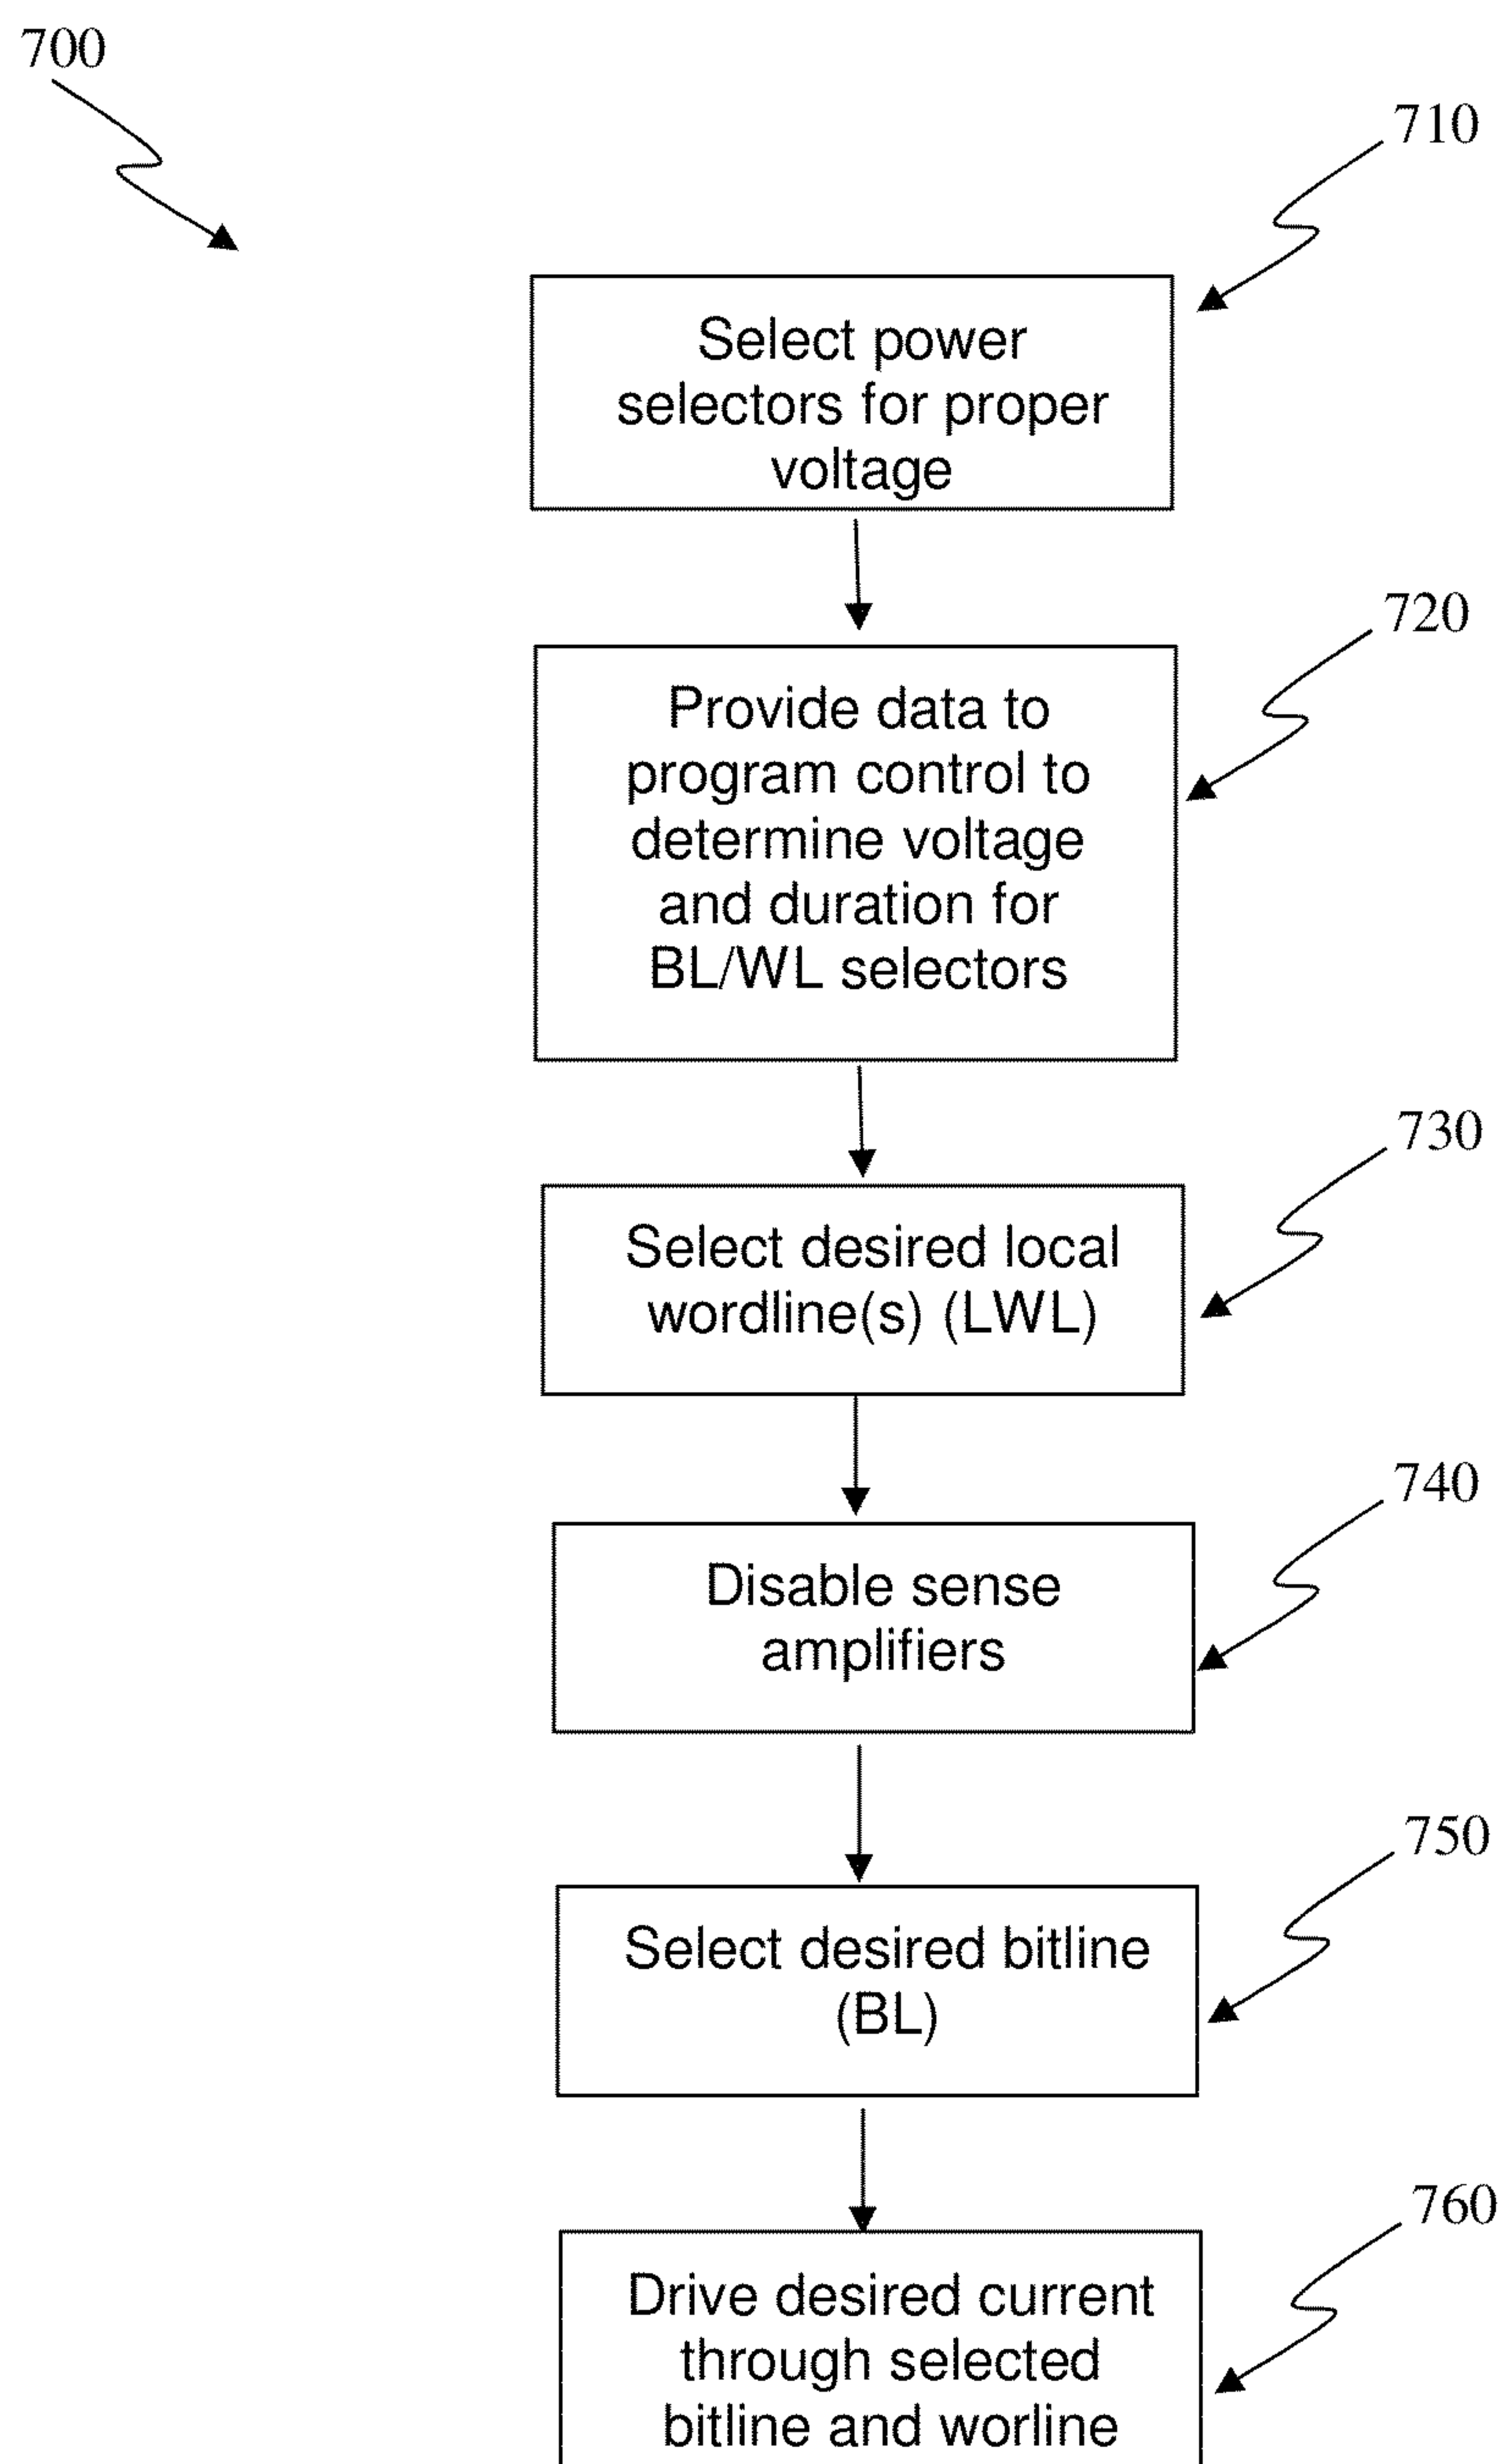 700
710
Select power
selectors for proper
voltage
720
Provide data to
program control to
determine voltage
and duration for
BL/WL selectors
730
Select desired local
wordline(s) (LWL)
740
Disable sense
amplifiers
750
Select desired bitline
(BL)
760
Drive desired current
through selected
bitline and worline